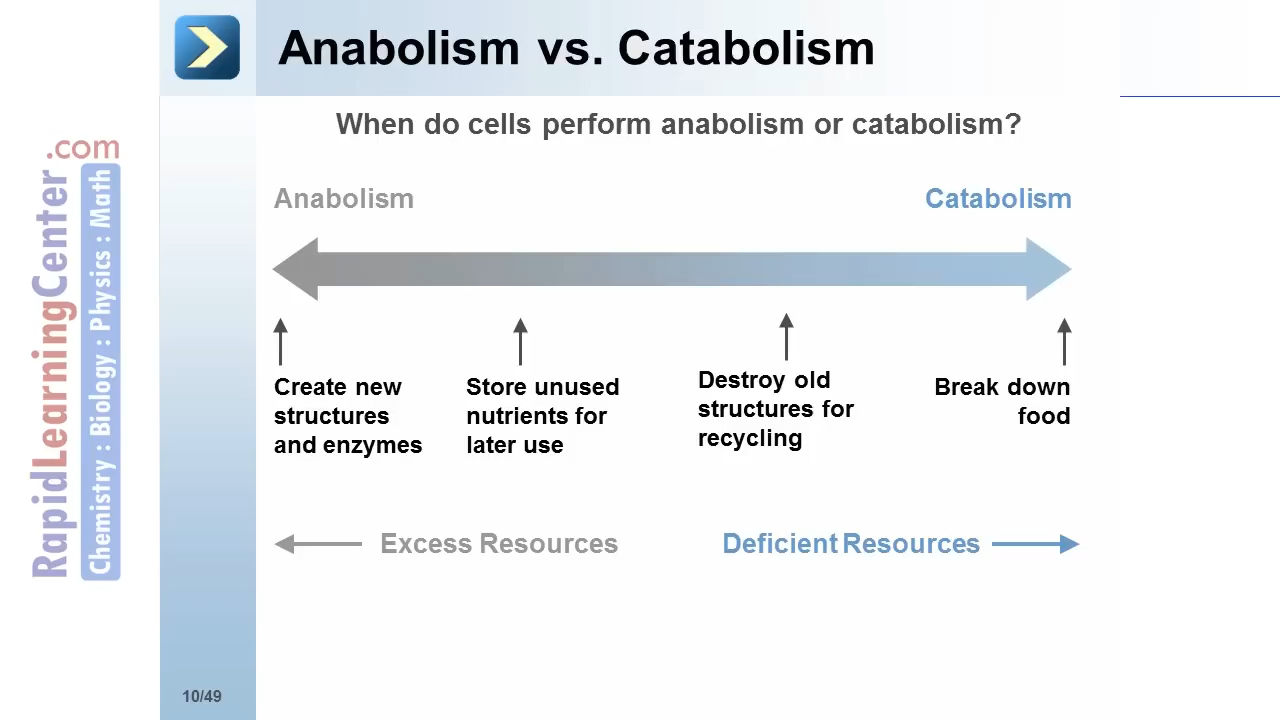 Anabolism vs. Catabolism
When do cells perform anabolism or catabolism?
Anabolism
Catabolism
Create new
structures
and enzymes
Store unused
nutrients for
later use
Destroy old
structures for
recycling
Break down
food
Excess Resources
Deficient Resources
RapidLearningCenter.com
Chemistry : Biology : Physics : Math
10/49